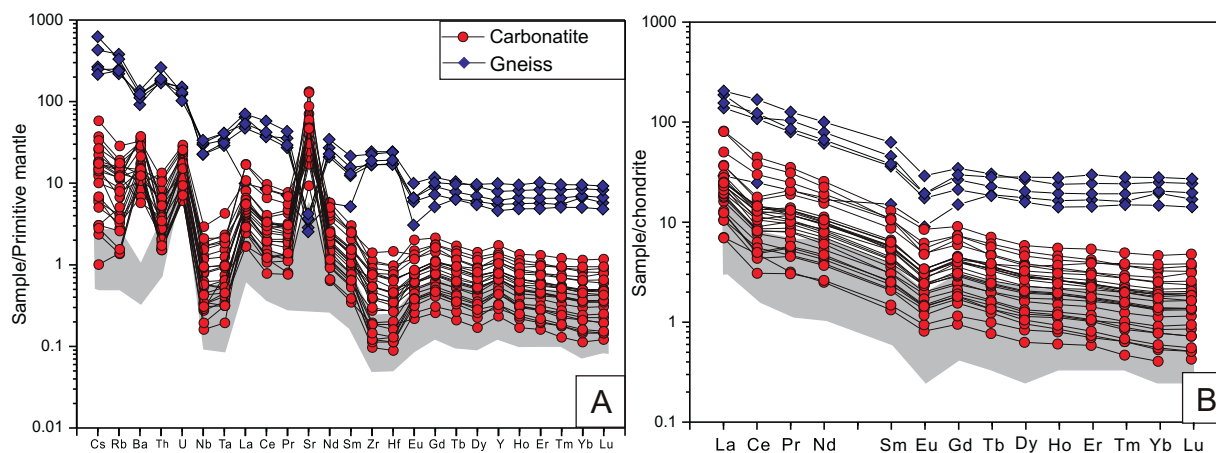 Sample/Primitive mantle
1000
100
10
1
0.1
0.01
Carbonatite
Gneiss
A
Cs Rb Ba Th U Nb Ta La Ce Pr Sr Nd Sm Zr Hf Eu Gd Tb Dy Y Ho Er Tm Yb Lu
Sample/chondrite
1000
100
10
1
0.1
B
La Ce Pr Nd Sm Eu Gd Tb Dy Ho Er Tm Yb Lu